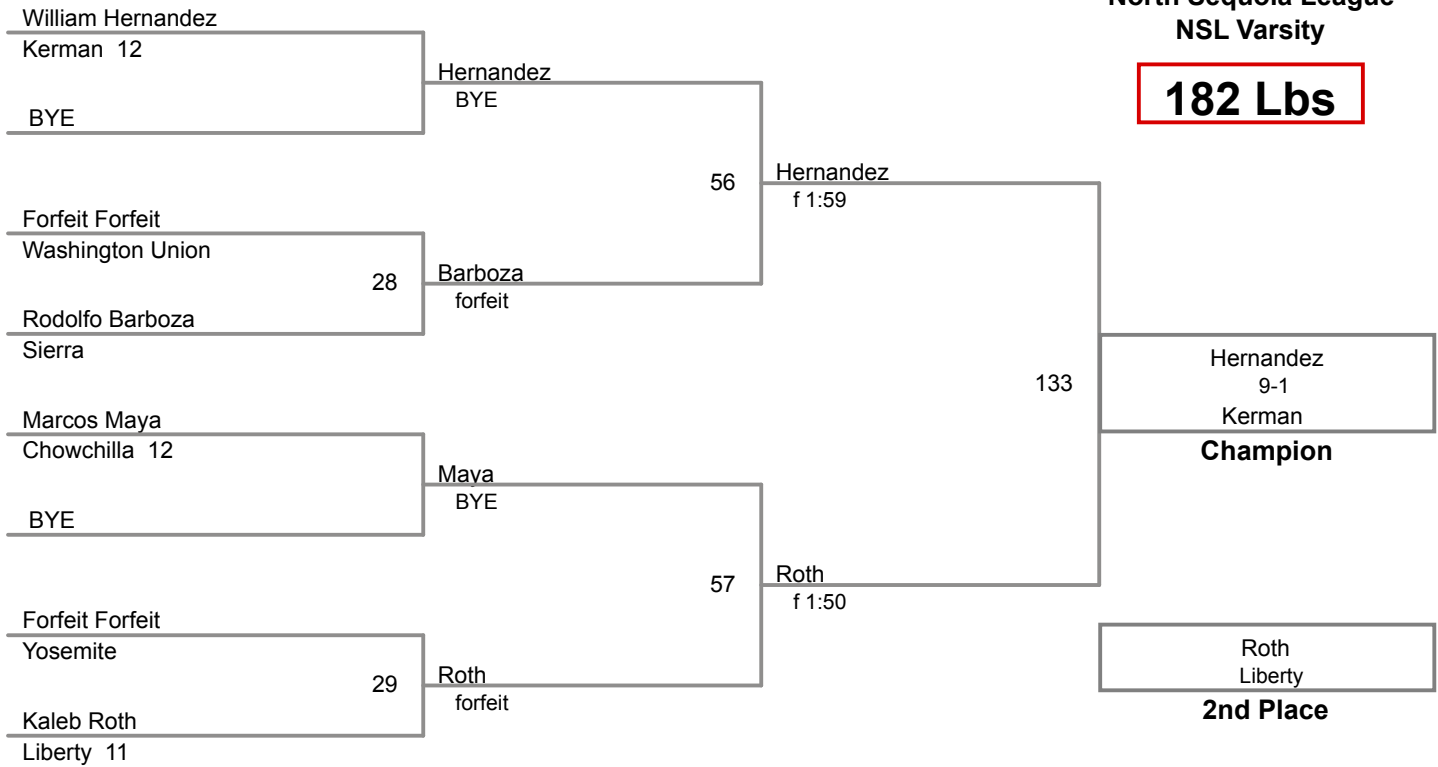 North Sequoia League
NSL Varsity
182 Lbs
William Hernandez
Kerman 12
BYE
Hernandez
BYE
Forfeit Forfeit
Washington Union
28
Rodolfo Barboza
Sierra
Barboza
forfeit
56
Hernandez
f 1:59
Marcos Maya
Chowchilla 12
BYE
Maya
BYE
Forfeit Forfeit
Yosemite
29
Kaleb Roth
Liberty 11
Roth
forfeit
57
Roth
f 1:50
133
Hernandez
9-1
Kerman
Champion
Roth
Liberty
2nd Place